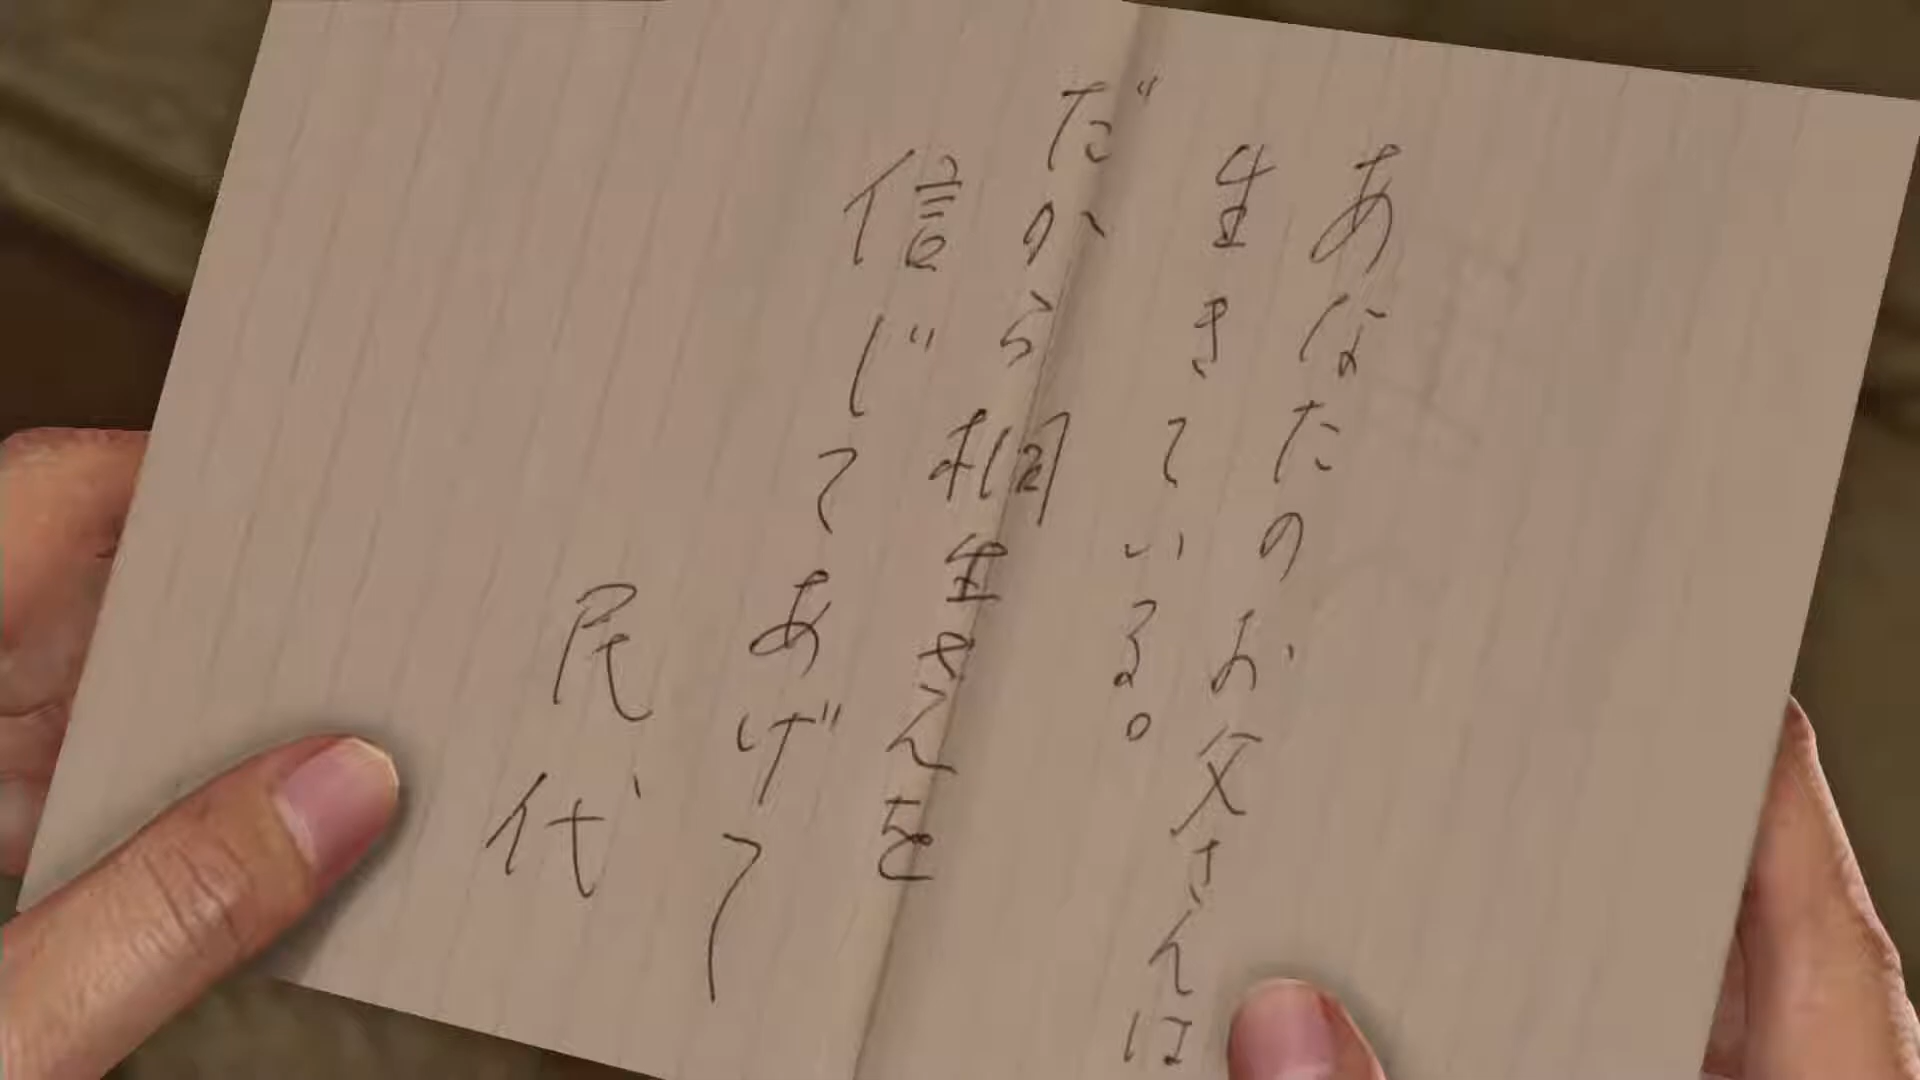 あなたのお父さんは
生きている。
だから桐生さんを
信じてあげて
民代